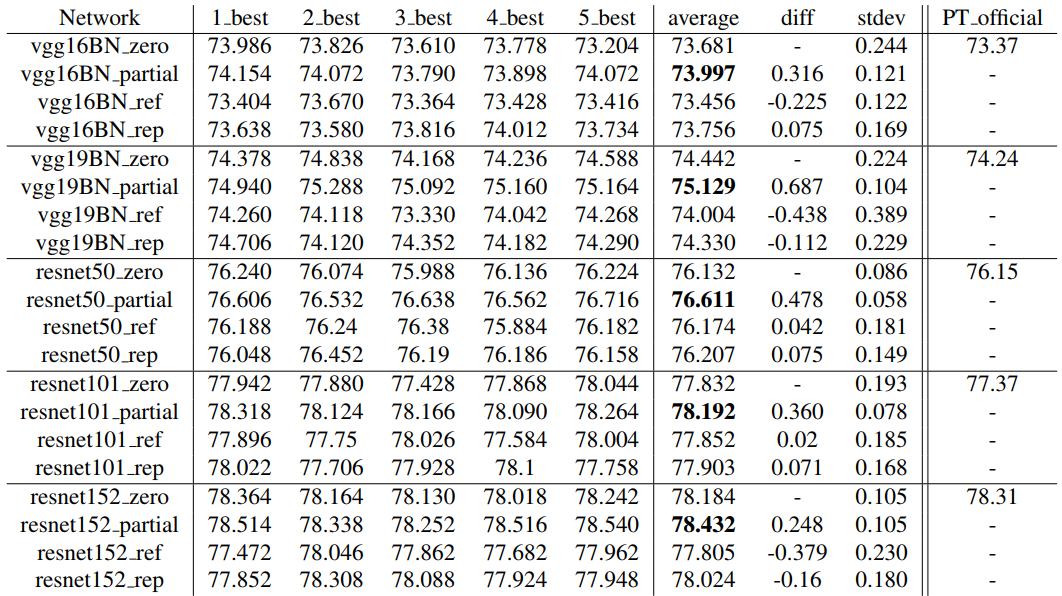 Network 1_best 2_best 3_best 4_best 5_best average diff stdev PT_official
vgg16BN_zero 73.986 73.826 73.610 73.778 73.204 73.681 - 0.244 73.37
vgg16BN_partial 74.154 74.072 73.790 73.898 74.072 73.997 0.316 0.121 -
vgg16BN_ref 73.404 73.670 73.364 73.428 73.416 73.456 -0.225 0.122 -
vgg16BN_rep 73.638 73.580 73.816 74.012 73.734 73.756 0.075 0.169 -
vgg19BN_zero 74.378 74.838 74.168 74.236 74.588 74.442 - 0.224 74.24
vgg19BN_partial 74.940 75.288 75.092 75.160 75.164 75.129 0.687 0.104 -
vgg19BN_ref 74.260 74.118 73.330 74.042 74.268 74.004 -0.438 0.389 -
vgg19BN_rep 74.706 74.120 74.352 74.182 74.290 74.330 -0.112 0.229 -
resnet50_zero 76.240 76.074 75.988 76.136 76.224 76.132 - 0.086 76.15
resnet50_partial 76.606 76.532 76.638 76.562 76.716 76.611 0.478 0.058 -
resnet50_ref 76.188 76.24 76.38 75.884 76.182 76.174 0.042 0.181 -
resnet50_rep 76.048 76.452 76.19 76.186 76.158 76.207 0.075 0.149 -
resnet101_zero 77.942 77.880 77.428 77.868 78.044 77.832 - 0.193 77.37
resnet101_partial 78.318 78.124 78.166 78.090 78.264 78.192 0.360 0.078 -
resnet101_ref 77.896 77.75 78.026 77.584 78.004 77.852 0.02 0.185 -
resnet101_rep 78.022 77.706 77.928 78.1 77.758 77.903 0.071 0.168 -
resnet152_zero 78.364 78.164 78.130 78.018 78.242 78.184 - 0.105 78.31
resnet152_partial 78.514 78.338 78.252 78.516 78.540 78.432 0.248 0.105 -
resnet152_ref 77.472 78.046 77.862 77.682 77.962 77.805 -0.379 0.230 -
resnet152_rep 77.852 78.308 78.088 77.924 77.948 78.024 -0.16 0.180 -